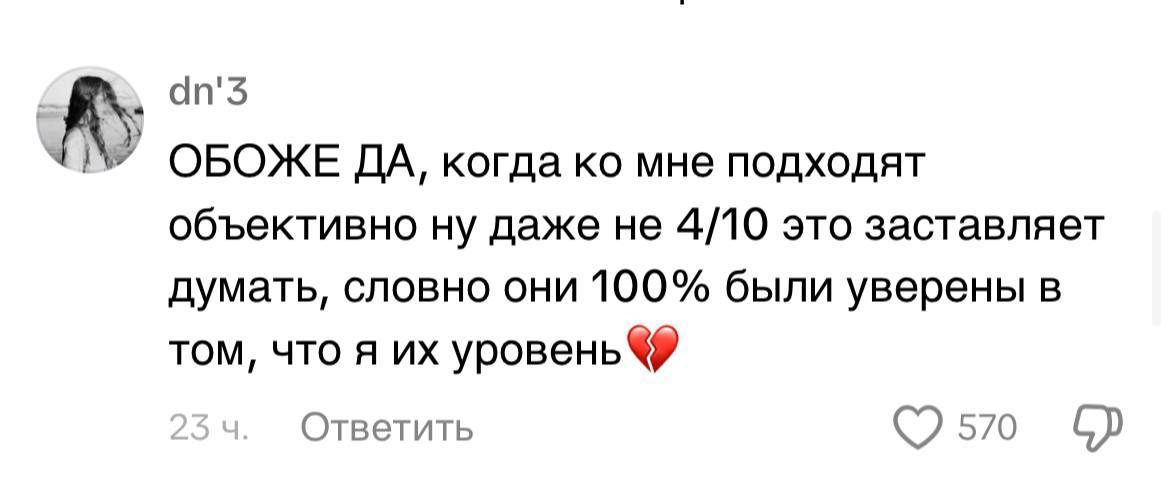 dn'3
ОБОЖЕ ДА, когда ко мне подходят
объективно ну даже не 4/10 это заставляет
думать, словно они 100% были уверены в
том, что я их уровень💔
23 ч. Ответить 570